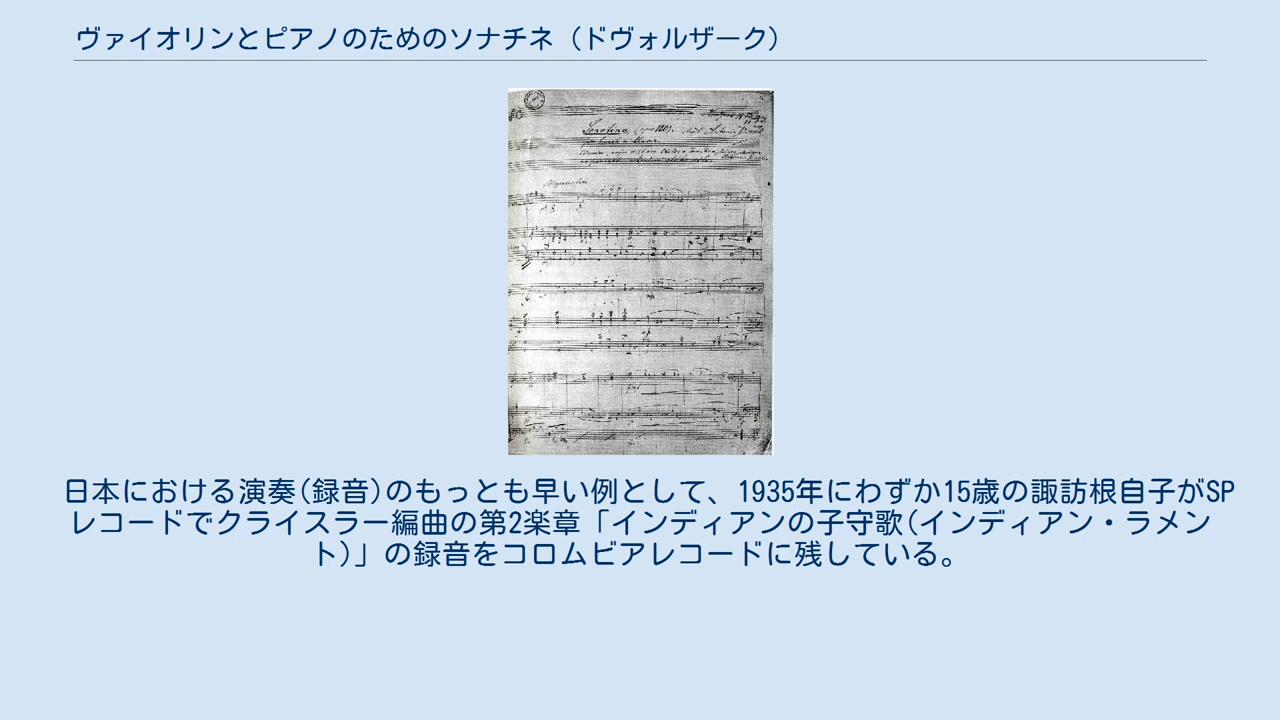 ヴァイオリンとピアノのためのソナチネ（ドヴォルザーク）
Sonatina
日本における演奏(録音)のもっとも早い例として、1935年にわずか15歳の諏訪根自子がSP
レコードでクライスラー編曲の第2楽章「インディアンの子守歌(インディアン・ラメン
ト)」の録音をコロムビアレコードに残している。